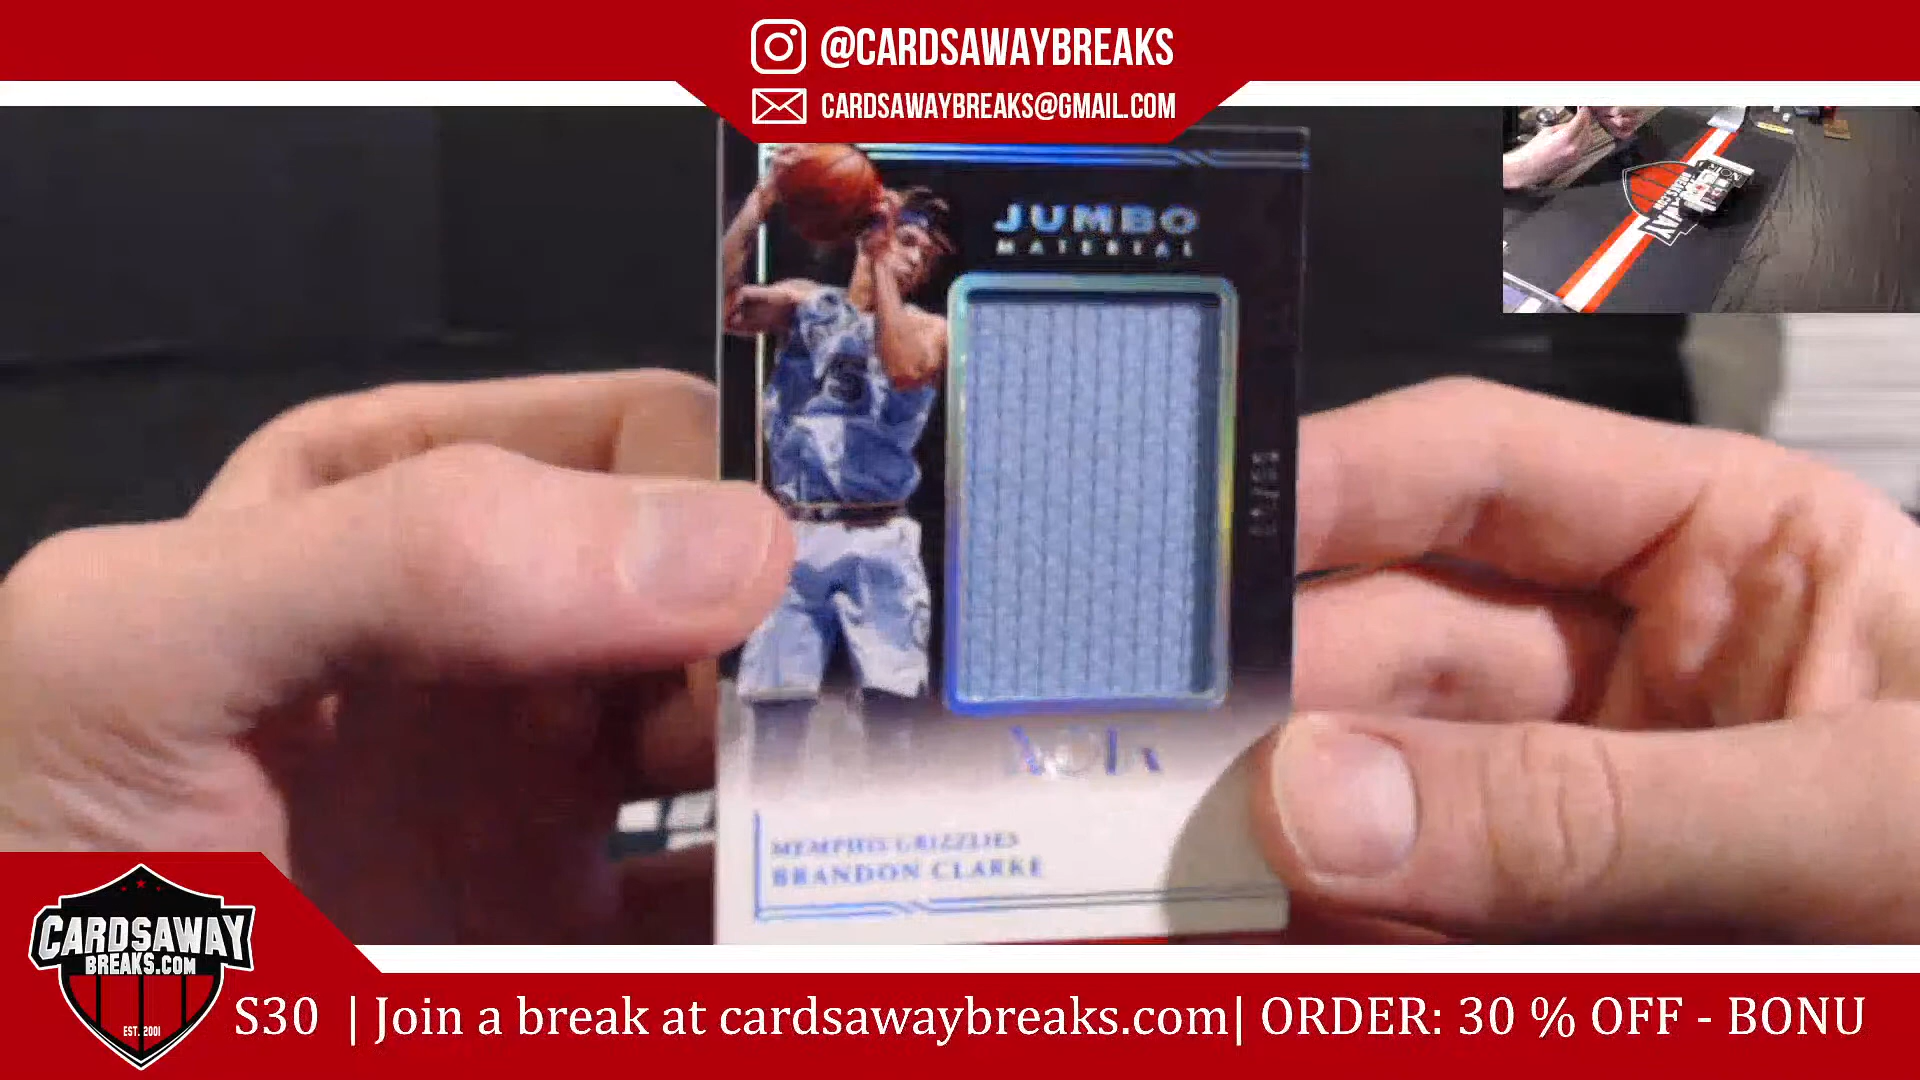 @CARDSAWAYBREAKS
CARDSAWAYBREAKS@GMAIL.COM
JUMBO
MATERIAL
NOIR
MEMPHIS GRIZZLIES
BRANDON CLARKE
CARDSAWAY
BREAKS.COM
EST. 2001
S30 | Join a break at cardsawaybreaks.com| ORDER: 30 % OFF - BONU